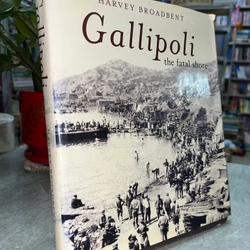 HARVEY BROADBENT
Gallipoli
the fatal shore